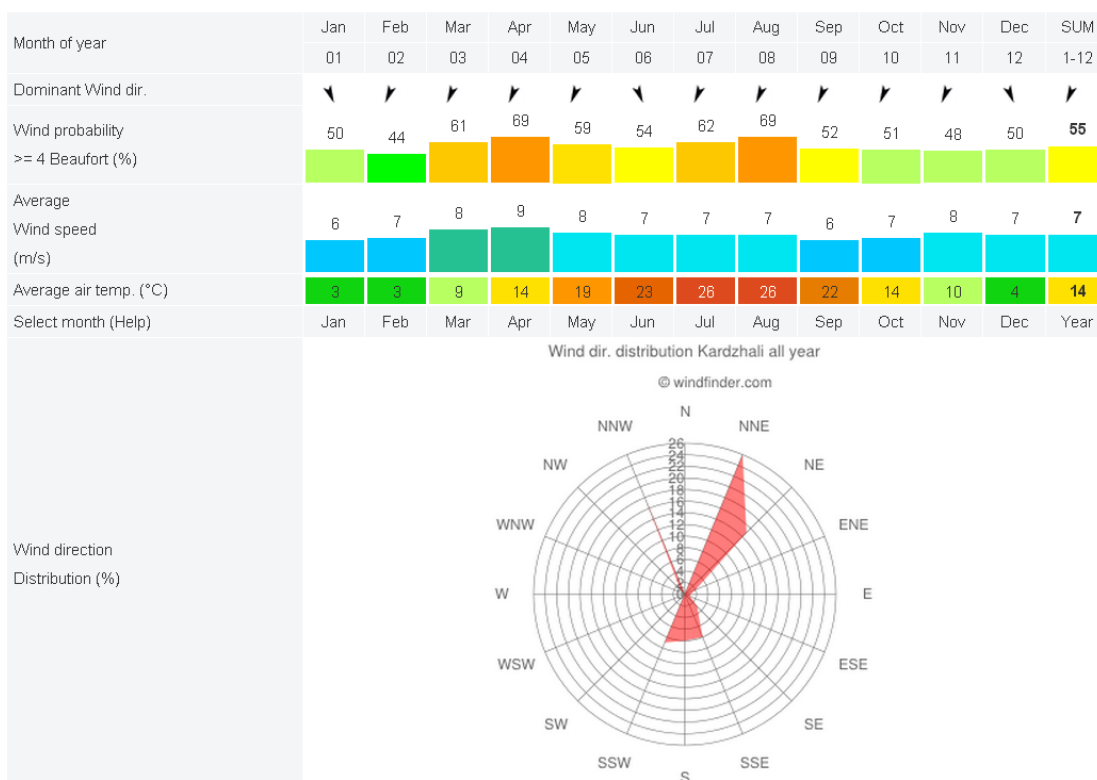 Month of year
Jan Feb Mar Apr May Jun Jul Aug Sep Oct Nov Dec SUM
01 02 03 04 05 06 07 08 09 10 11 12 1-12
Dominant Wind dir.
Wind probability
>= 4 Beaufort (%)
50 44 61 69 59 54 62 69 52 51 48 50 55
Average
Wind speed
(m/s)
6 7 8 9 8 7 7 7 6 7 8 7 7
Average air temp. (°C) 3 3 9 14 19 23 26 26 22 14 10 4 14
Select month (Help) Jan Feb Mar Apr May Jun Jul Aug Sep Oct Nov Dec Year
Wind dir. distribution Kardzhali all year
© windfinder.com
N
NNW NNE
26
24
22
NW NE
20
18
16
14
WNW ENE
12
10
8
6
4
2
0
Wind direction
Distribution (%)
W E
WSW ESE
SW SE
SSW SSE
S